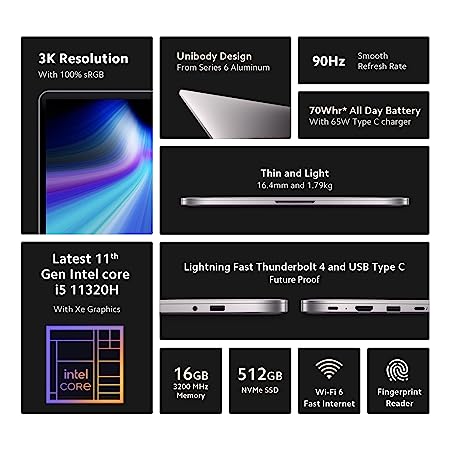 3K Resolution
With 100% sRGB
Unibody Design
From Series 6 Aluminum
90Hz
Smooth
Refresh Rate
70Whr* All Day Battery
With 65W Type C charger
Thin and Light
16.4mm and 1.79kg
Latest 11th
Gen Intel core
i5 11320H
With Xe Graphics
intel
CORE
Lightning Fast Thunderbolt 4 and USB Type C
Future Proof
16GB
3200 MHz
Memory
512GB
NVMe SSD
Wi-Fi 6
Fast Internet
Fingerprint
Reader